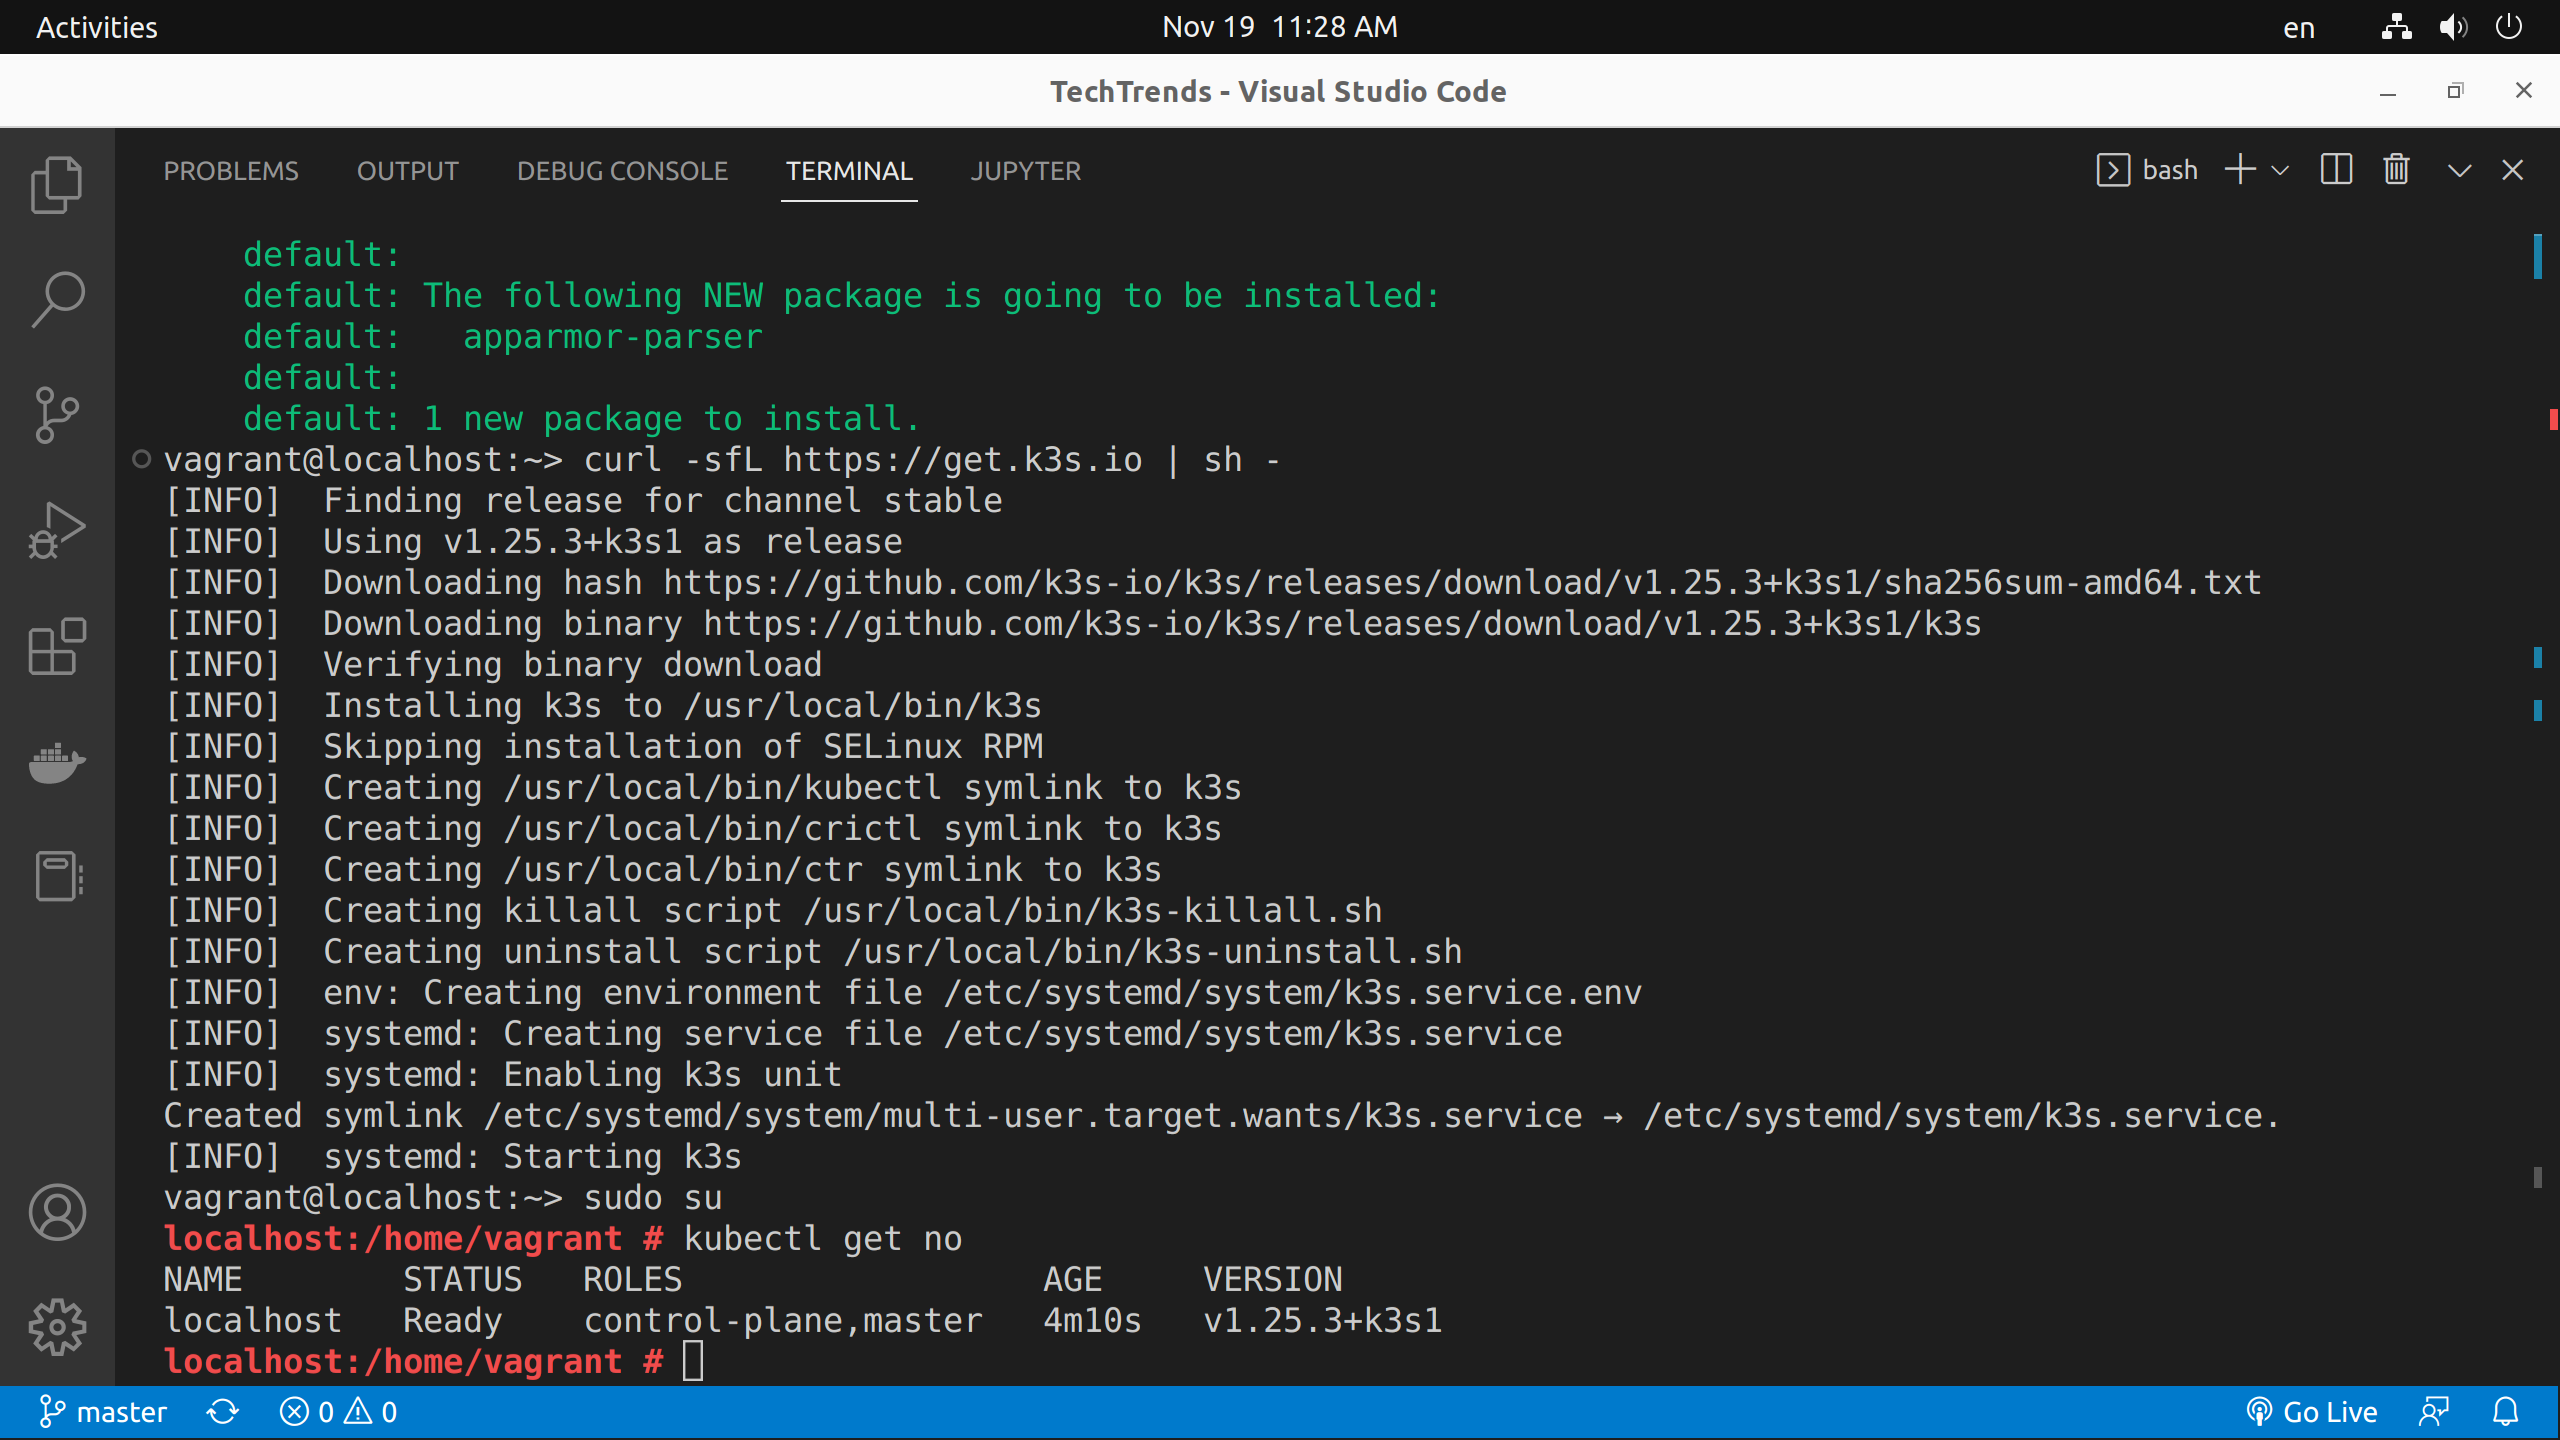 Activities
Nov 19 11:28 AM
en
TechTrends - Visual Studio Code
PROBLEMS OUTPUT DEBUG CONSOLE TERMINAL JUPYTER
bash
default:
default: The following NEW package is going to be installed:
default:   apparmor-parser
default:
default: 1 new package to install.
vagrant@localhost:~> curl -sfL https://get.k3s.io | sh -
[INFO]  Finding release for channel stable
[INFO]  Using v1.25.3+k3s1 as release
[INFO]  Downloading hash https://github.com/k3s-io/k3s/releases/download/v1.25.3+k3s1/sha256sum-amd64.txt
[INFO]  Downloading binary https://github.com/k3s-io/k3s/releases/download/v1.25.3+k3s1/k3s
[INFO]  Verifying binary download
[INFO]  Installing k3s to /usr/local/bin/k3s
[INFO]  Skipping installation of SELinux RPM
[INFO]  Creating /usr/local/bin/kubectl symlink to k3s
[INFO]  Creating /usr/local/bin/crictl symlink to k3s
[INFO]  Creating /usr/local/bin/ctr symlink to k3s
[INFO]  Creating killall script /usr/local/bin/k3s-killall.sh
[INFO]  Creating uninstall script /usr/local/bin/k3s-uninstall.sh
[INFO]  env: Creating environment file /etc/systemd/system/k3s.service.env
[INFO]  systemd: Creating service file /etc/systemd/system/k3s.service
[INFO]  systemd: Enabling k3s unit
Created symlink /etc/systemd/system/multi-user.target.wants/k3s.service → /etc/systemd/system/k3s.service.
[INFO]  systemd: Starting k3s
vagrant@localhost:~> sudo su
localhost:/home/vagrant # kubectl get no
NAME        STATUS   ROLES                  AGE     VERSION
localhost   Ready    control-plane,master   4m10s   v1.25.3+k3s1
localhost:/home/vagrant #
master 0 0 Go Live